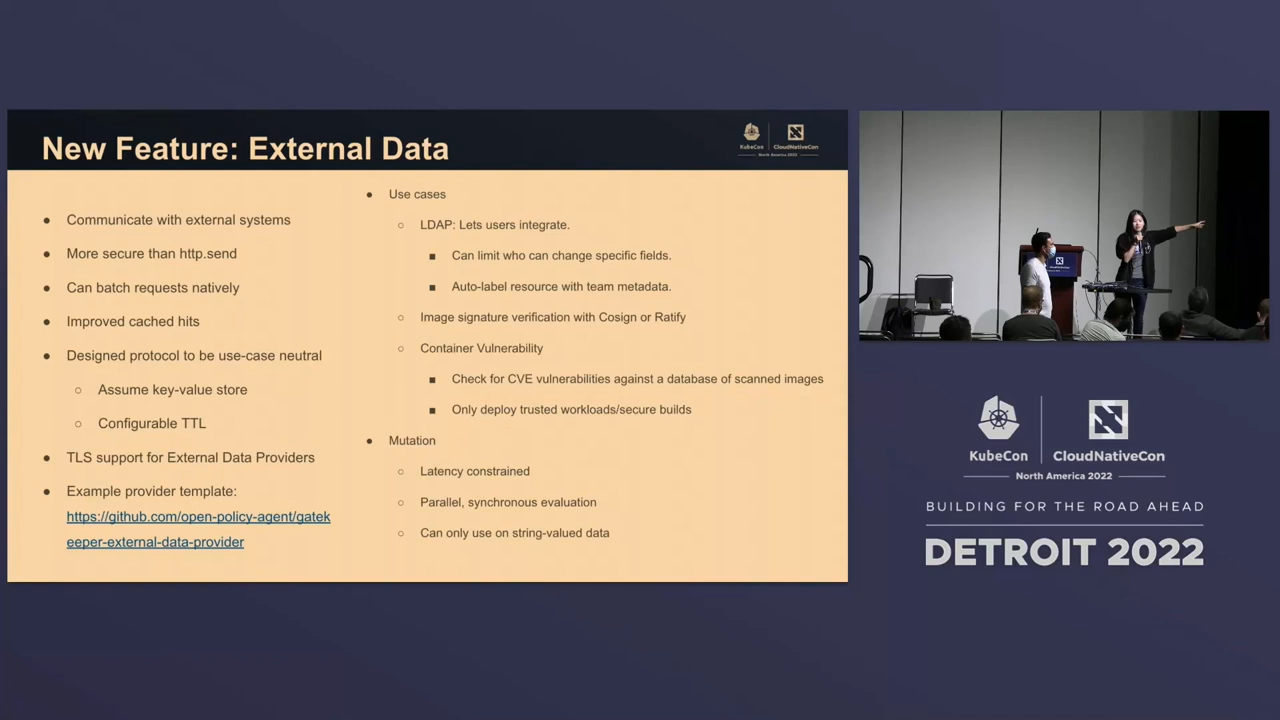 New Feature: External Data
KubeCon
CloudNativeCon
North America 2022
● Communicate with external systems
● More secure than http.send
● Can batch requests natively
● Improved cached hits
● Designed protocol to be use-case neutral
○ Assume key-value store
○ Configurable TTL
● TLS support for External Data Providers
● Example provider template:
https://github.com/open-policy-agent/gatek
eeper-external-data-provider
● Use cases
○ LDAP: Lets users integrate.
■ Can limit who can change specific fields.
■ Auto-label resource with team metadata.
○ Image signature verification with Cosign or Ratify
○ Container Vulnerability
■ Check for CVE vulnerabilities against a database of scanned images
■ Only deploy trusted workloads/secure builds
● Mutation
○ Latency constrained
○ Parallel, synchronous evaluation
○ Can only use on string-valued data
KubeCon
CloudNativeCon
North America 2022
BUILDING FOR THE ROAD AHEAD
DETROIT 2022